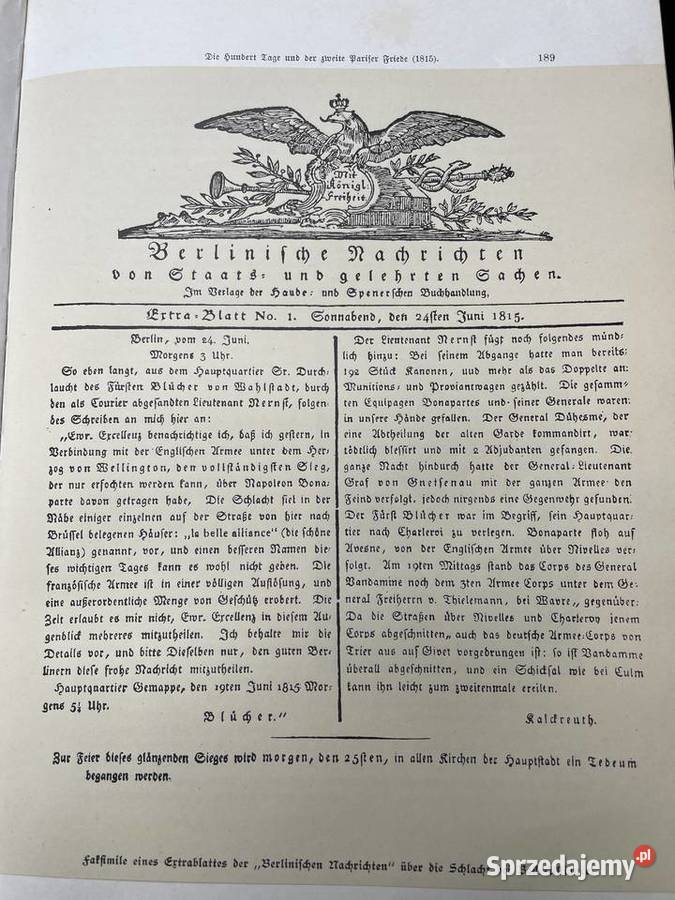 Die Hundert Tage und der zweite Pariser Friede (1815).
189
Mit
Königl:
Freiheit
Berlinische Nachrichten
von Staats- und gelehrten Sachen.
Im Verlage der Haude- und Spenerschen Buchhandlung.
Extra-Blatt No. 1. Sonnabend, den 24sten Juni 1815.
Berlin, vom 24. Juni.
Morgens 3 Uhr.
So eben langt, aus dem Hauptquartier Sr. Durch-
laucht des Fürsten Blücher von Wahlstadt, durch
den als Courier abgesandten Lieutenant Nernst, folgen-
des Schreiben an mich hier an:
„Ewr. Excellenz benachrichtige ich, daß ich gestern, in
Verbindung mit der Englischen Armee unter dem Her-
zog von Wellington, den vollständigsten Sieg,
der nur erfochten werden kann, über Napoleon Bona-
parte davon getragen habe. Die Schlacht fiel in der
Nähe einiger einzelnen auf der Straße von hier nach
Brüssel belegenen Häuser: „la belle alliance“ (die schöne
Allianz) genannt, vor, und einen besseren Namen die-
ses wichtigen Tages kann es wohl nicht geben. Die
französische Armee ist in einer völligen Auflösung, und
eine außerordentliche Menge von Geschütz erobert. Die
Zeit erlaubt es mir nicht, Ewr. Excellenz in diesem Au-
genblick mehreres mitzutheilen. Ich behalte mir die
Details vor, und bitte Dieselben nur, den guten Ber-
linern diese frohe Nachricht mitzutheilen.
Hauptquartier Gemappe, den 19ten Juni 1815 Mor-
gens 5½ Uhr.
Blücher.“
Der Lieutenant Nernst fügt noch folgendes münd-
lich hinzu: Bei seinem Abgange hatte man bereits
192 Stück Kanonen, und mehr als das Doppelte an
Munitions- und Proviantwagen gezählt. Die gesamm-
ten Equipagen Bonapartes und seiner Generale waren
in unsere Hände gefallen. Der General Dühesme, der
eine Abtheilung der alten Garde kommandirt, war
tödtlich blessirt und mit 2 Adjudanten gefangen. Die
ganze Nacht hindurch hatte der General-Lieutenant
Graf von Gneisenau mit der ganzen Armee den
Feind verfolgt, jedoch nirgends eine Gegenwehr gefunden.
Der Fürst Blücher war im Begriff, sein Hauptquar-
tier nach Charleroi zu verlegen. Bonaparte floh auf
Avesne, von der Englischen Armee über Nivelles ver-
folgt. Am 19ten Mittags stand das Corps des General
Vandamme noch dem 3ten Armee Corps unter dem Ge-
neral Freiherrn v. Thielemann, bei Wavre, gegenüber.
Da die Straßen über Nivelles und Charleroy jenem
Corps abgeschnitten, auch das deutsche Armee-Corps von
Trier aus auf Givet vorgedrungen ist: so ist Vandamme
überall abgeschnitten, und ein Schicksal wie bei Culm
kann ihn leicht zum zweitenmale ereilen.
Kalckreuth.
Zur Feier dieses glänzenden Sieges wird morgen, den 25sten, in allen Kirchen der Hauptstadt ein Tedeum
begangen werden.
Faksimile eines Extrablattes der „Berlinischen Nachrichten“ über die Schlacht
Sprzedajemy.pl